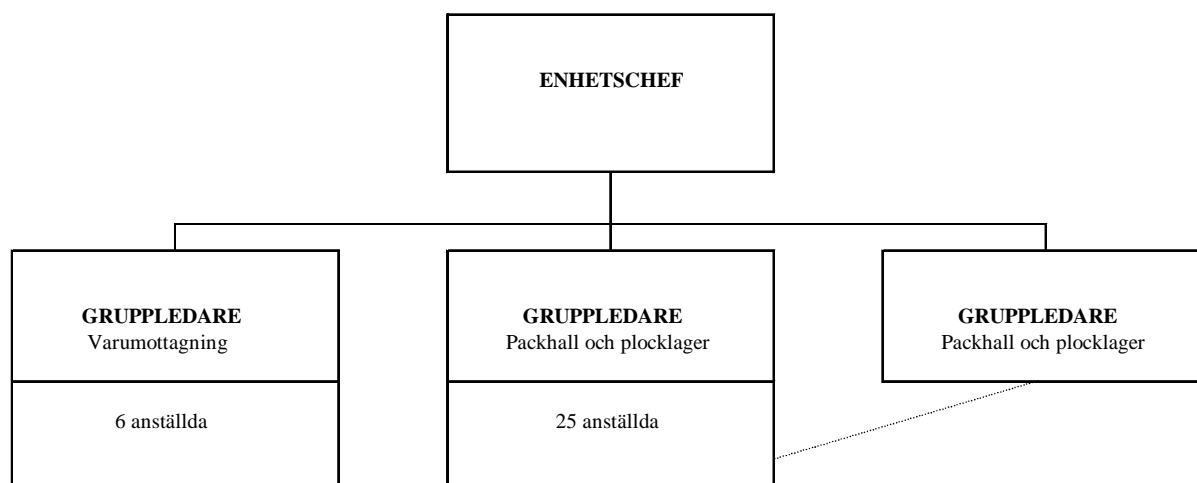 ENHETSCHEF
GRUPPLEDARE
Varumottagning
6 anställda
GRUPPLEDARE
Packhall och plocklager
25 anställda
GRUPPLEDARE
Packhall och plocklager